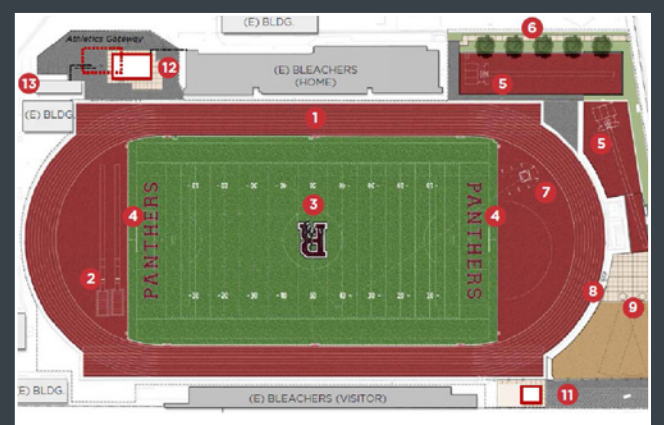 (E) BLDG.
6
Athletics Gateway
12
(E) BLEACHERS
(HOME)
5
13
(E) BLDG.
1
5
7
PANTHERS
4
3
B
4
PANTHERS
2
8
9
(E) BLDG.
(E) BLEACHERS (VISITOR)
11